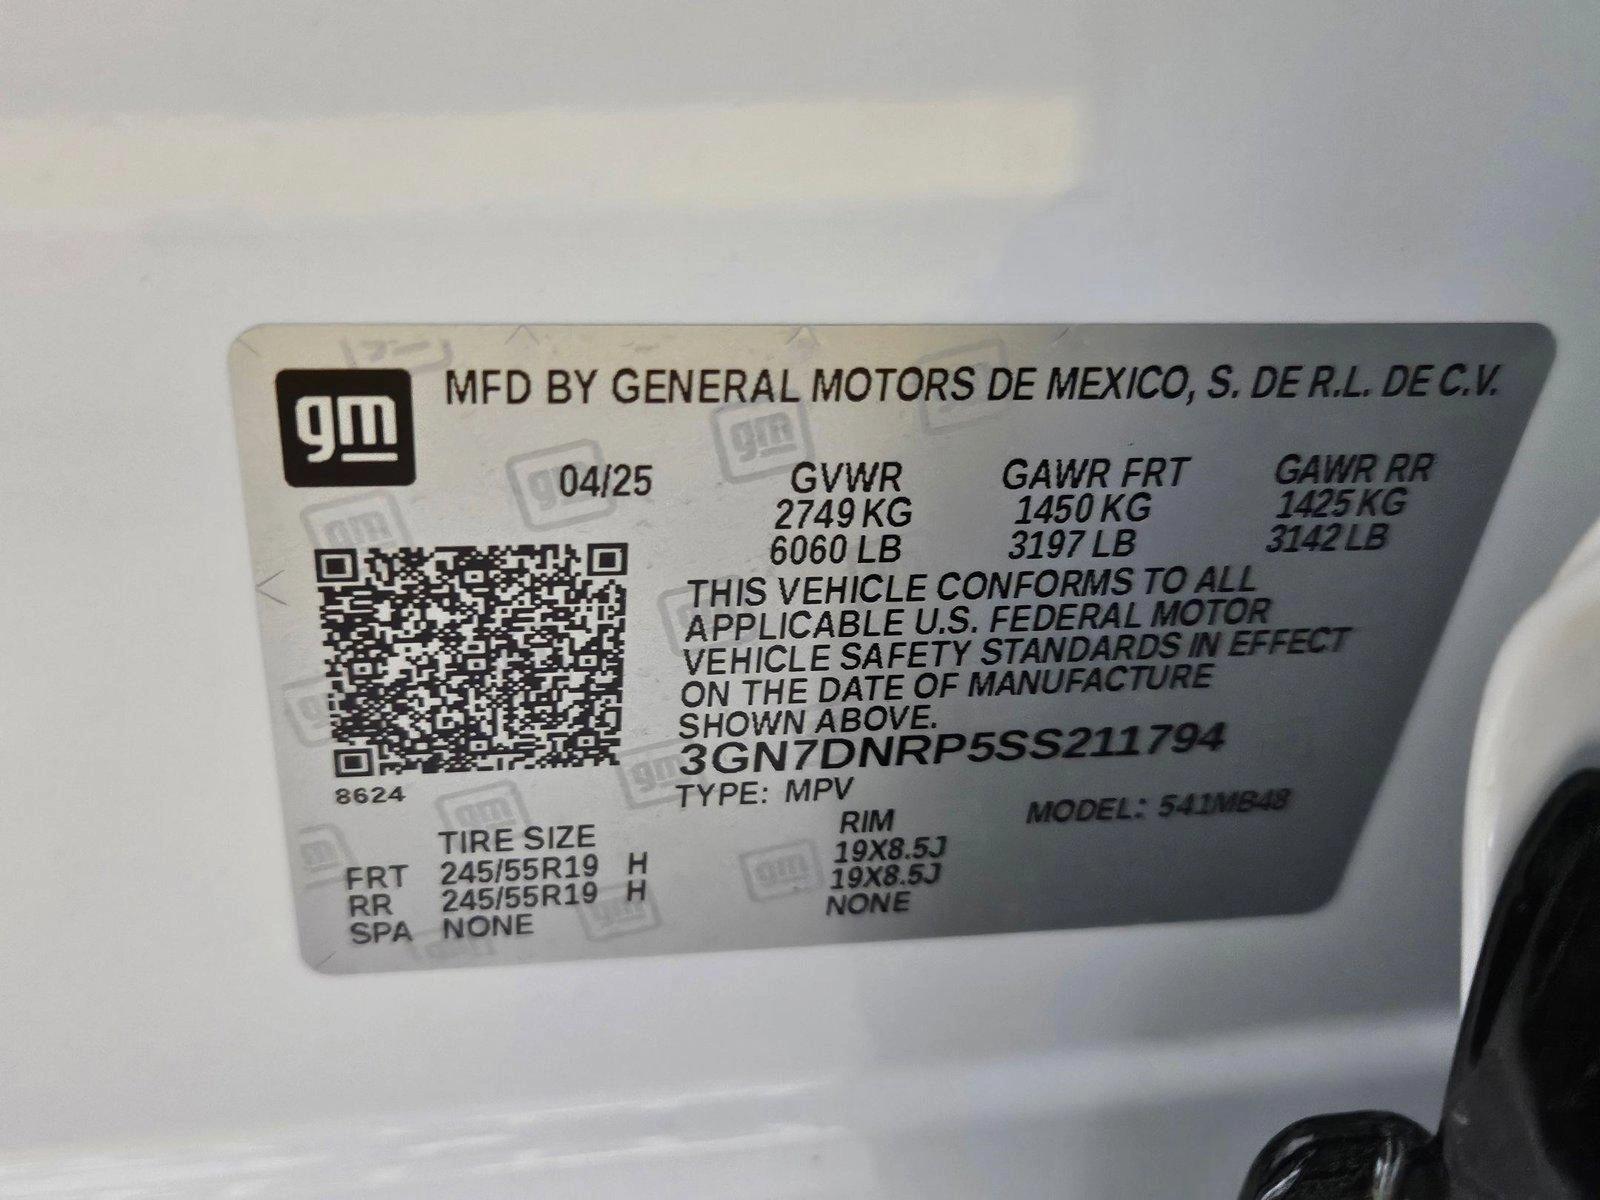 gm
MFD BY GENERAL MOTORS DE MEXICO, S. DE R.L. DE C.V.
04/25 GVWR GAWR FRT GAWR RR
2749 KG 1450 KG 1425 KG
6060 LB 3197 LB 3142 LB
THIS VEHICLE CONFORMS TO ALL
APPLICABLE U.S. FEDERAL MOTOR
VEHICLE SAFETY STANDARDS IN EFFECT
ON THE DATE OF MANUFACTURE
SHOWN ABOVE.
3GN7DNRP5SS211794
8624
TYPE: MPV MODEL: 541MB48
TIRE SIZE RIM
FRT 245/55R19 H 19X8.5J
RR 245/55R19 H 19X8.5J
SPA NONE NONE